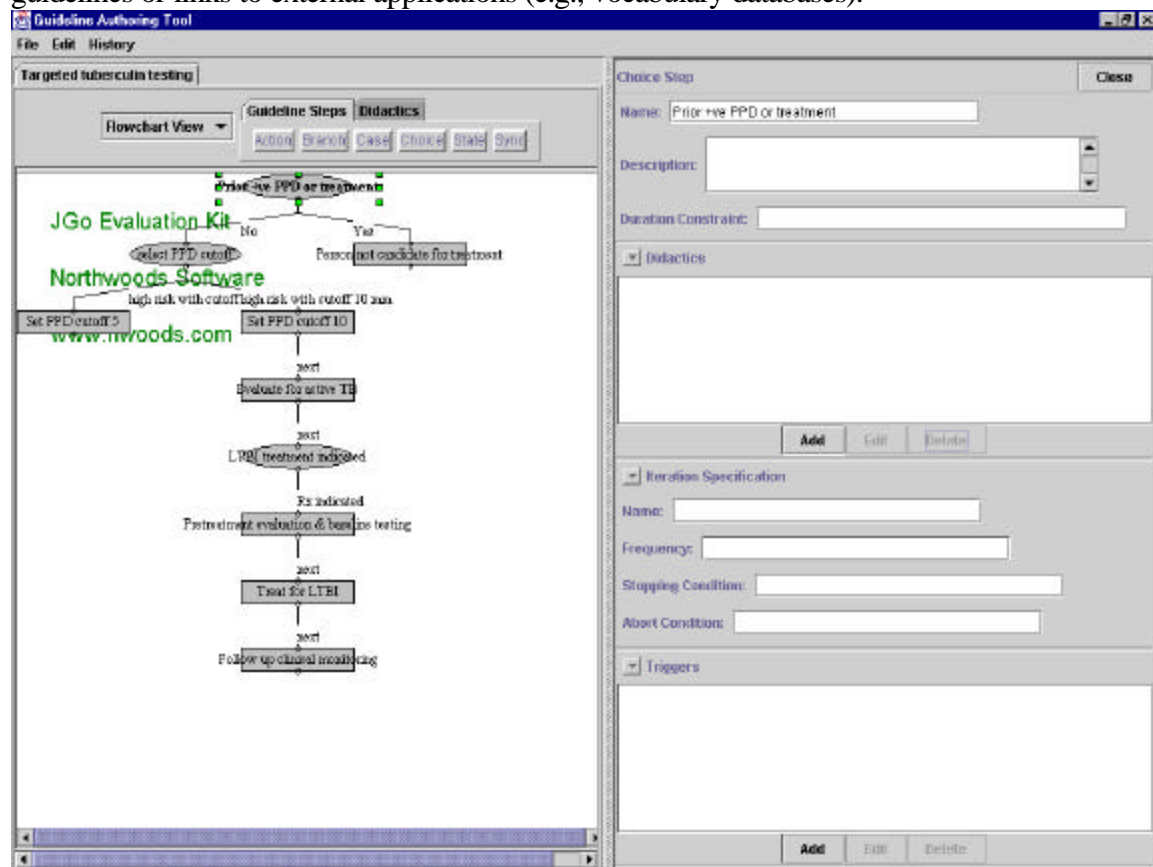 guidelines or links to external applications (e.g., vocabulary databases).
Guideline Authoring Tool
File Edit History
Targeted tuberculin testing
Flowchart View
Guideline Steps Didactics
Action Branch Case Choice State Sync
Prior +ve PPD or treatment
JGo Evaluation Kit
No Yes
select PPD cutoff Person not candidate for treatment
Northwoods Software
high risk with cutoff high risk with cutoff 10 mm
Set PPD cutoff 5 Set PPD cutoff 10
www.nwoods.com
next
Evaluate for active TB
next
LTBI treatment indicated
Rx indicated
Pretreatment evaluation & baseline testing
next
Treat for LTBI
next
Follow up clinical monitoring
Choice Step Close
Name: Prior +ve PPD or treatment
Description:
Duration Constraint:
Didactics
Add Edit Delete
Iteration Specification
Name:
Frequency:
Stopping Condition:
Abort Condition:
Triggers
Add Edit Delete